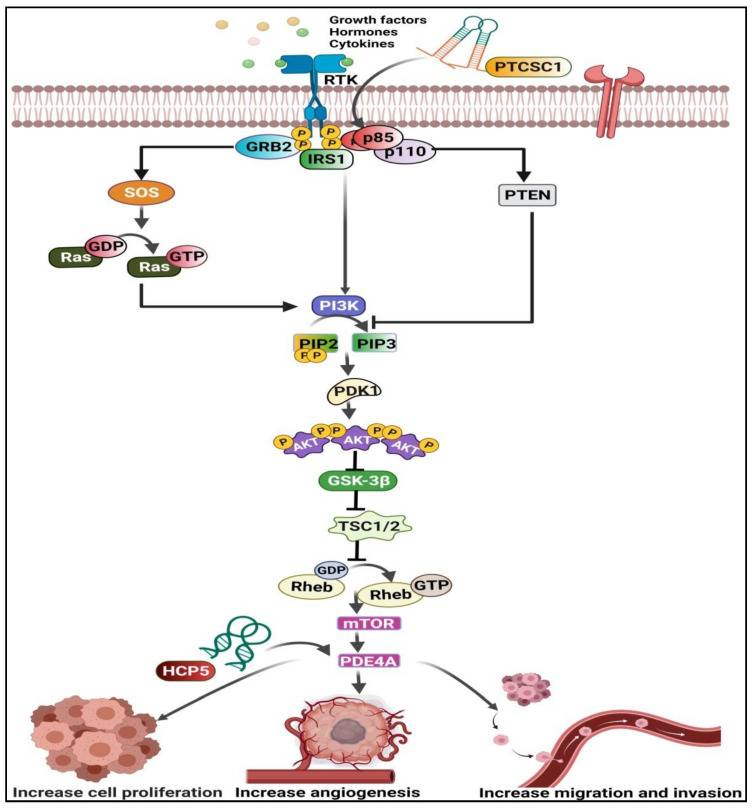 Growth factors
Hormones
Cytokines
PTCSC1
RTK
P P
P P
GRB2
IRS1
p85
p110
SOS
PTEN
Ras GDP
Ras GTP
PI3K
PIP2
P P
PIP3
PDK1
P P P P P P
AKT AKT AKT
GSK-3β
TSC1/2
GDP
Rheb
Rheb GTP
mTOR
HCP5
PDE4A
Increase cell proliferation
Increase angiogenesis
Increase migration and invasion